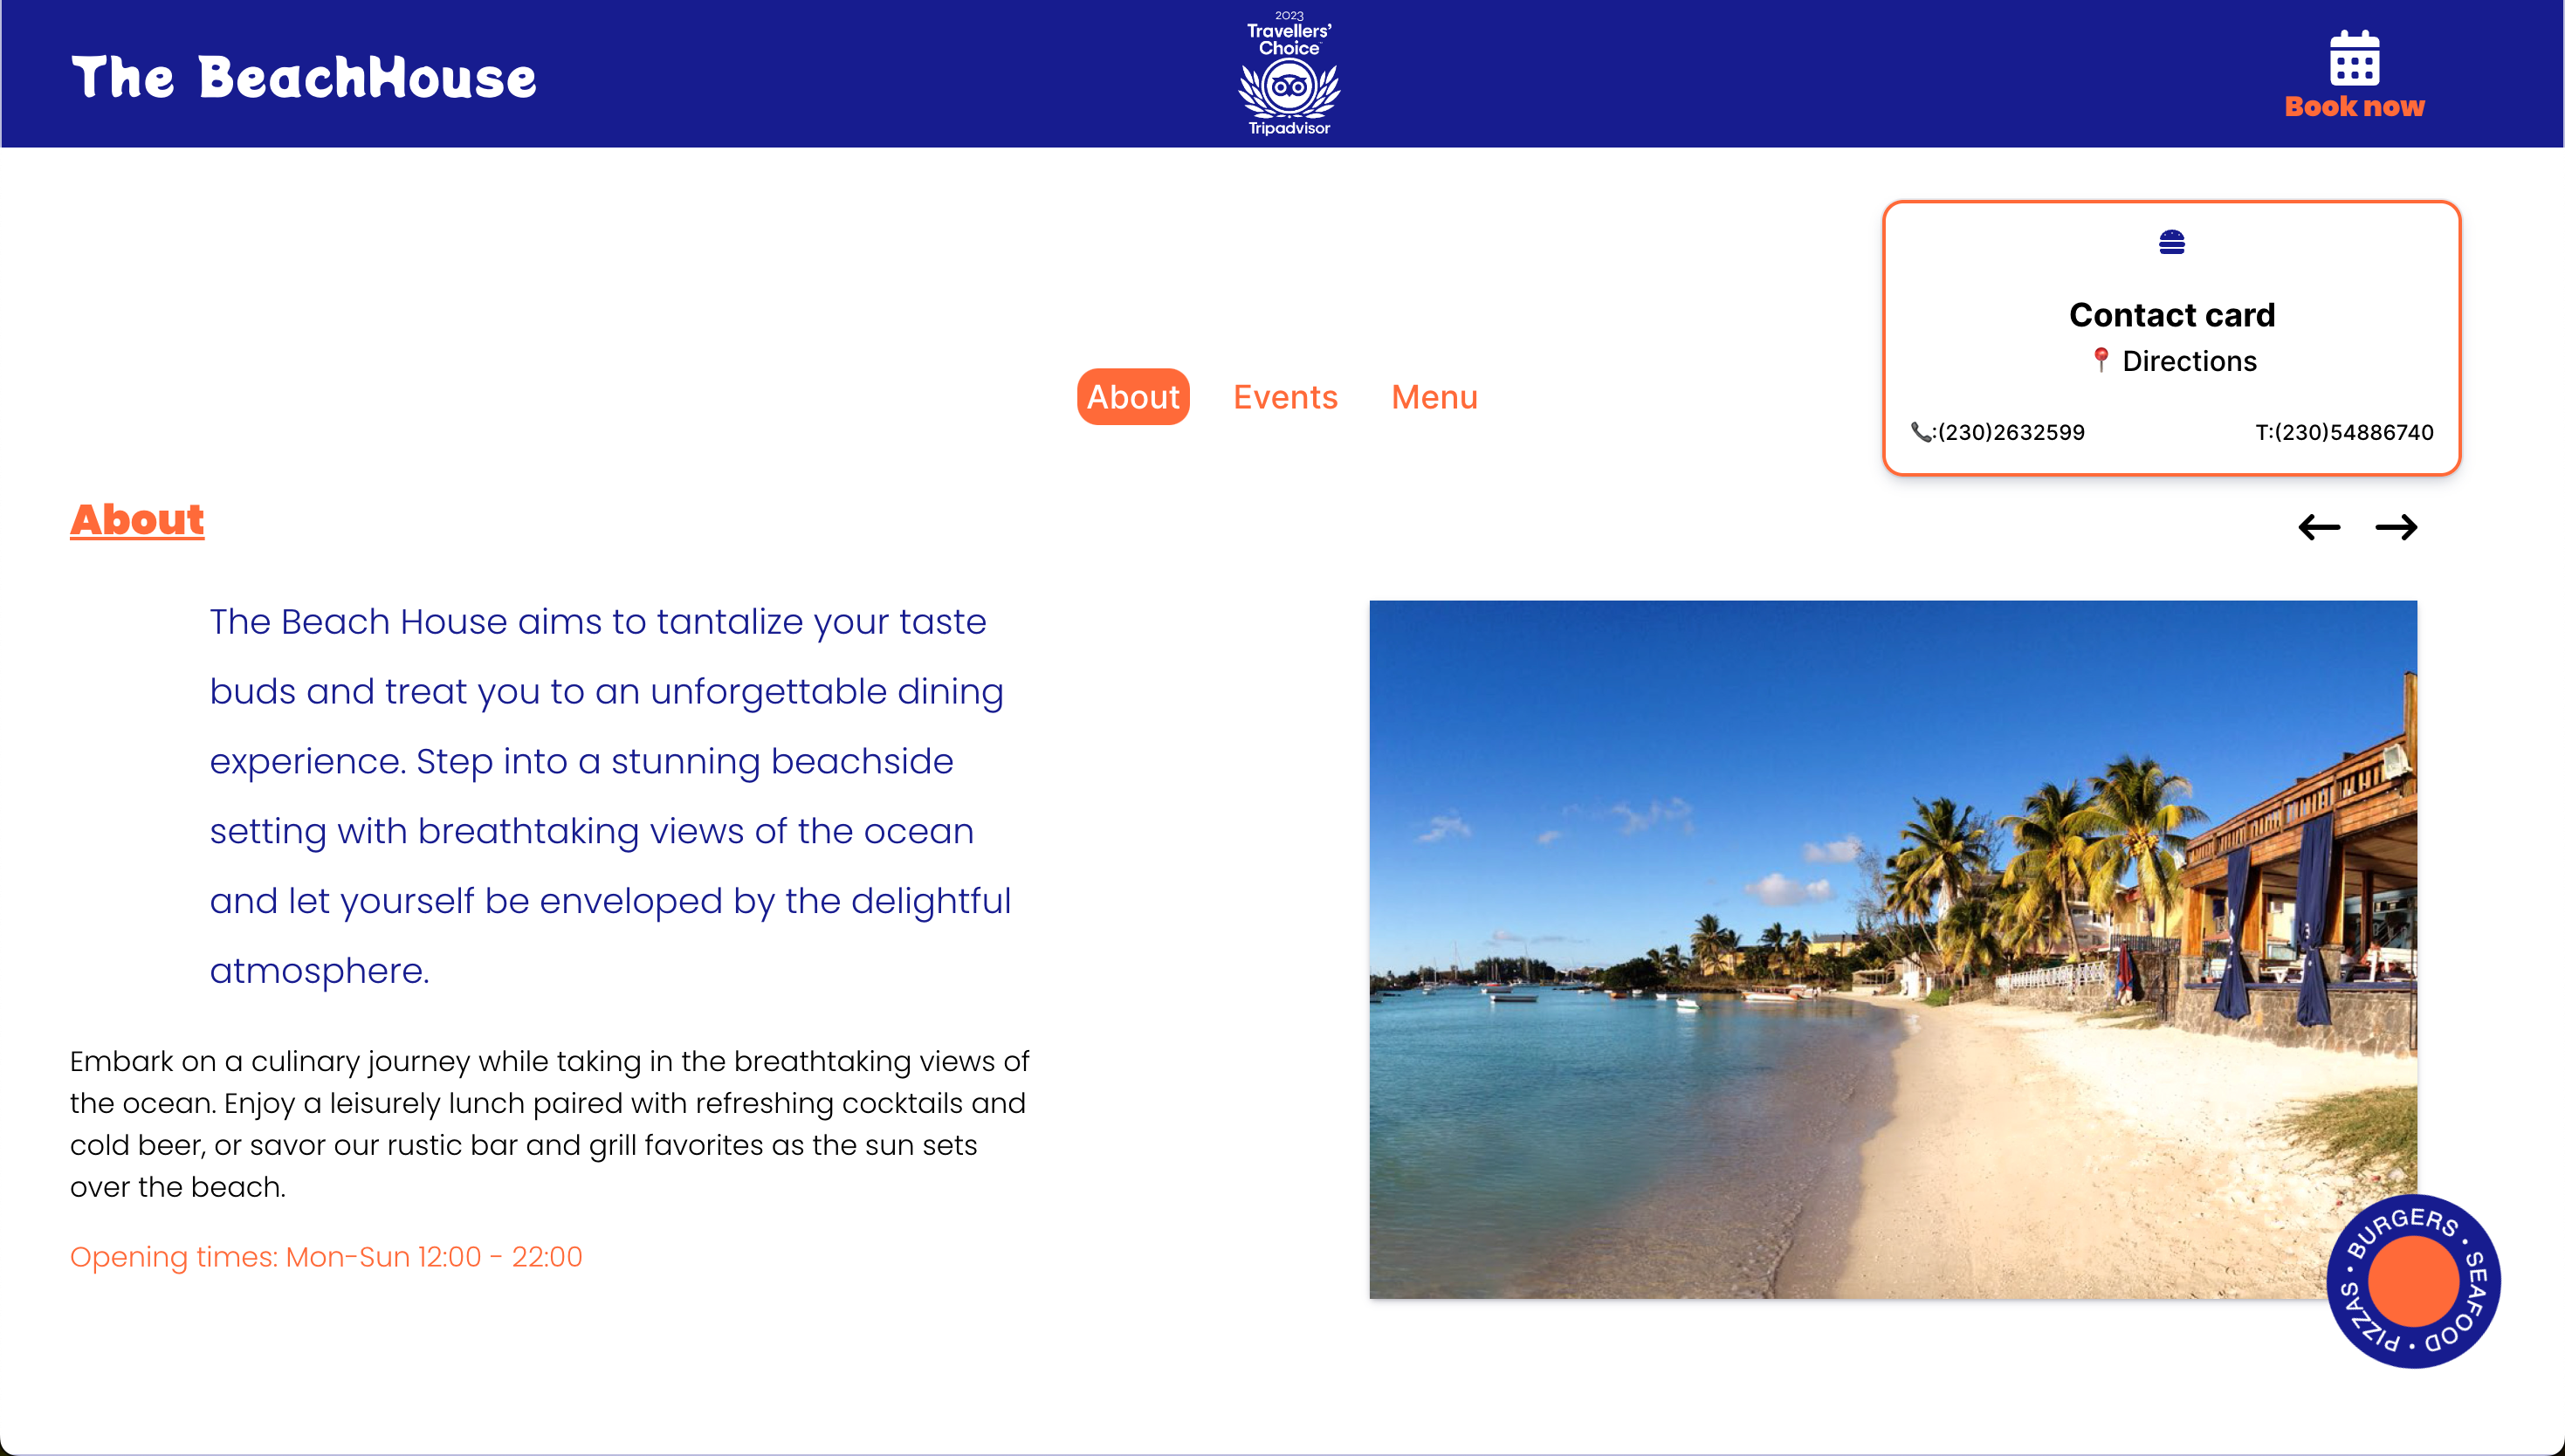 The BeachHouse
2023
Travellers'
Choice
Tripadvisor
Book now
Contact card
📍 Directions
About Events Menu
📞:(230)2632599 T:(230)54886740
About
← →
The Beach House aims to tantalize your taste
buds and treat you to an unforgettable dining
experience. Step into a stunning beachside
setting with breathtaking views of the ocean
and let yourself be enveloped by the delightful
atmosphere.
Embark on a culinary journey while taking in the breathtaking views of
the ocean. Enjoy a leisurely lunch paired with refreshing cocktails and
cold beer, or savor our rustic bar and grill favorites as the sun sets
over the beach.
Opening times: Mon-Sun 12:00 - 22:00
BURGERS • SEAFOOD • PIZZAS •